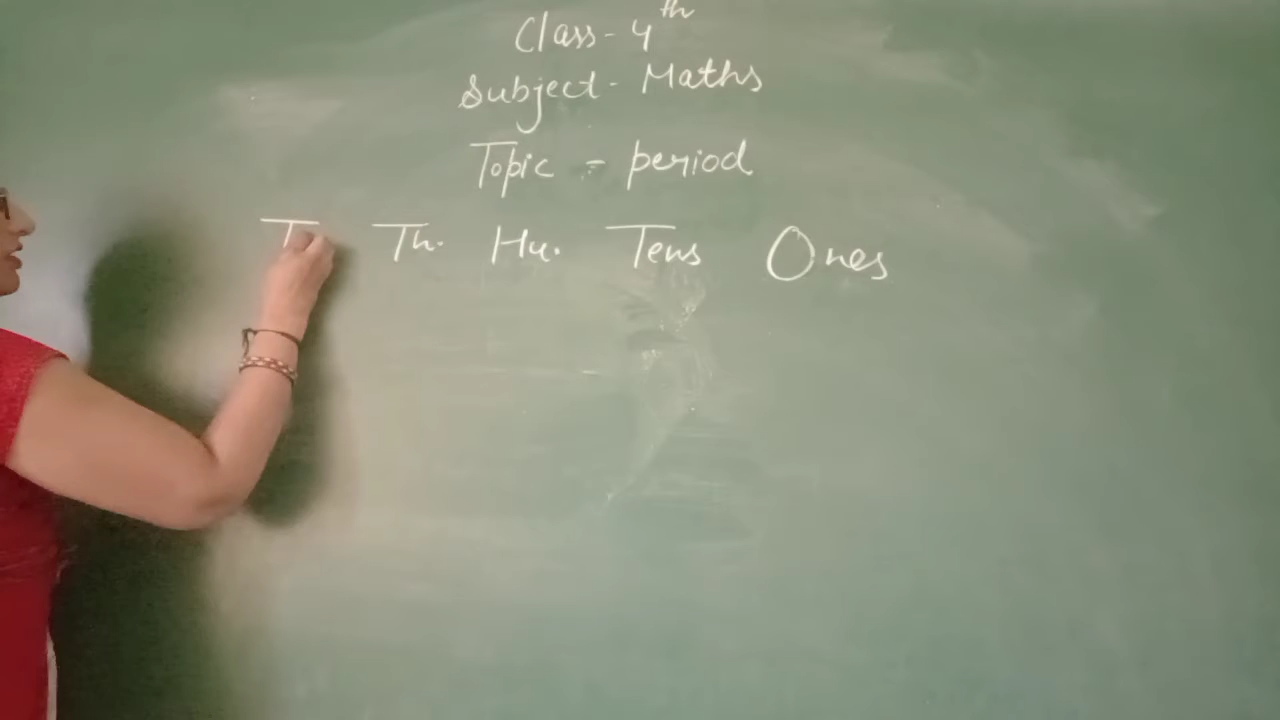 Class - 4th
Subject - Maths
Topic - period
T Th. Hu. Tens Ones